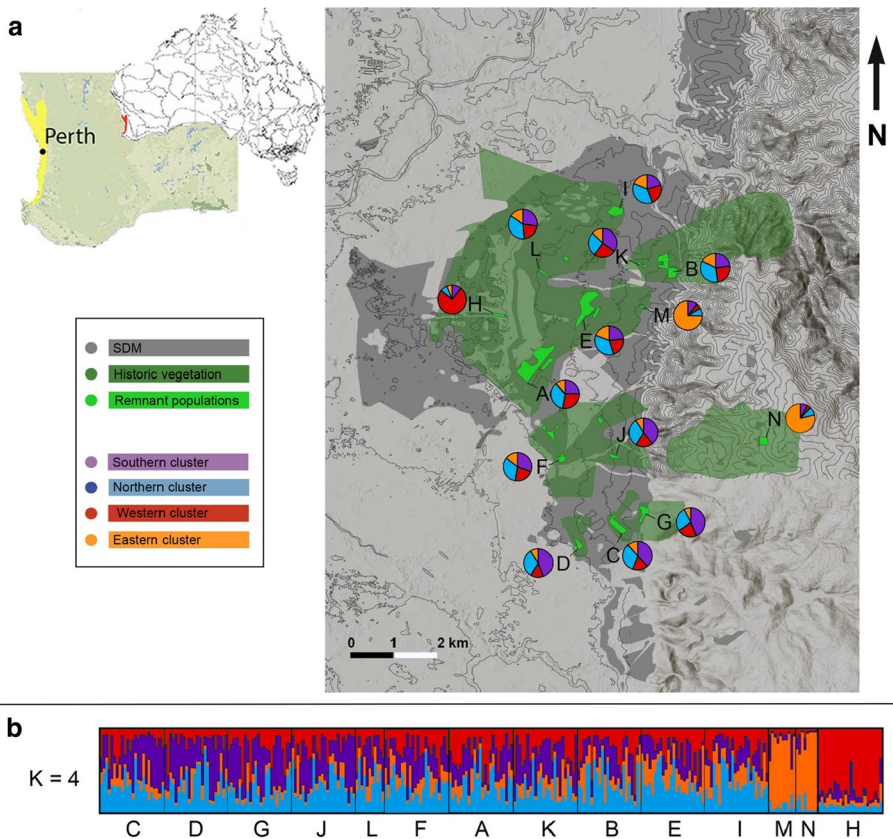 a
Perth
N
SDM
Historic vegetation
Remnant populations
Southern cluster
Northern cluster
Western cluster
Eastern cluster
I
L
K
B
H
M
E
A
N
J
F
G
C
D
0 1 2 km
b
K = 4
C D G J L F A K B E I M N H